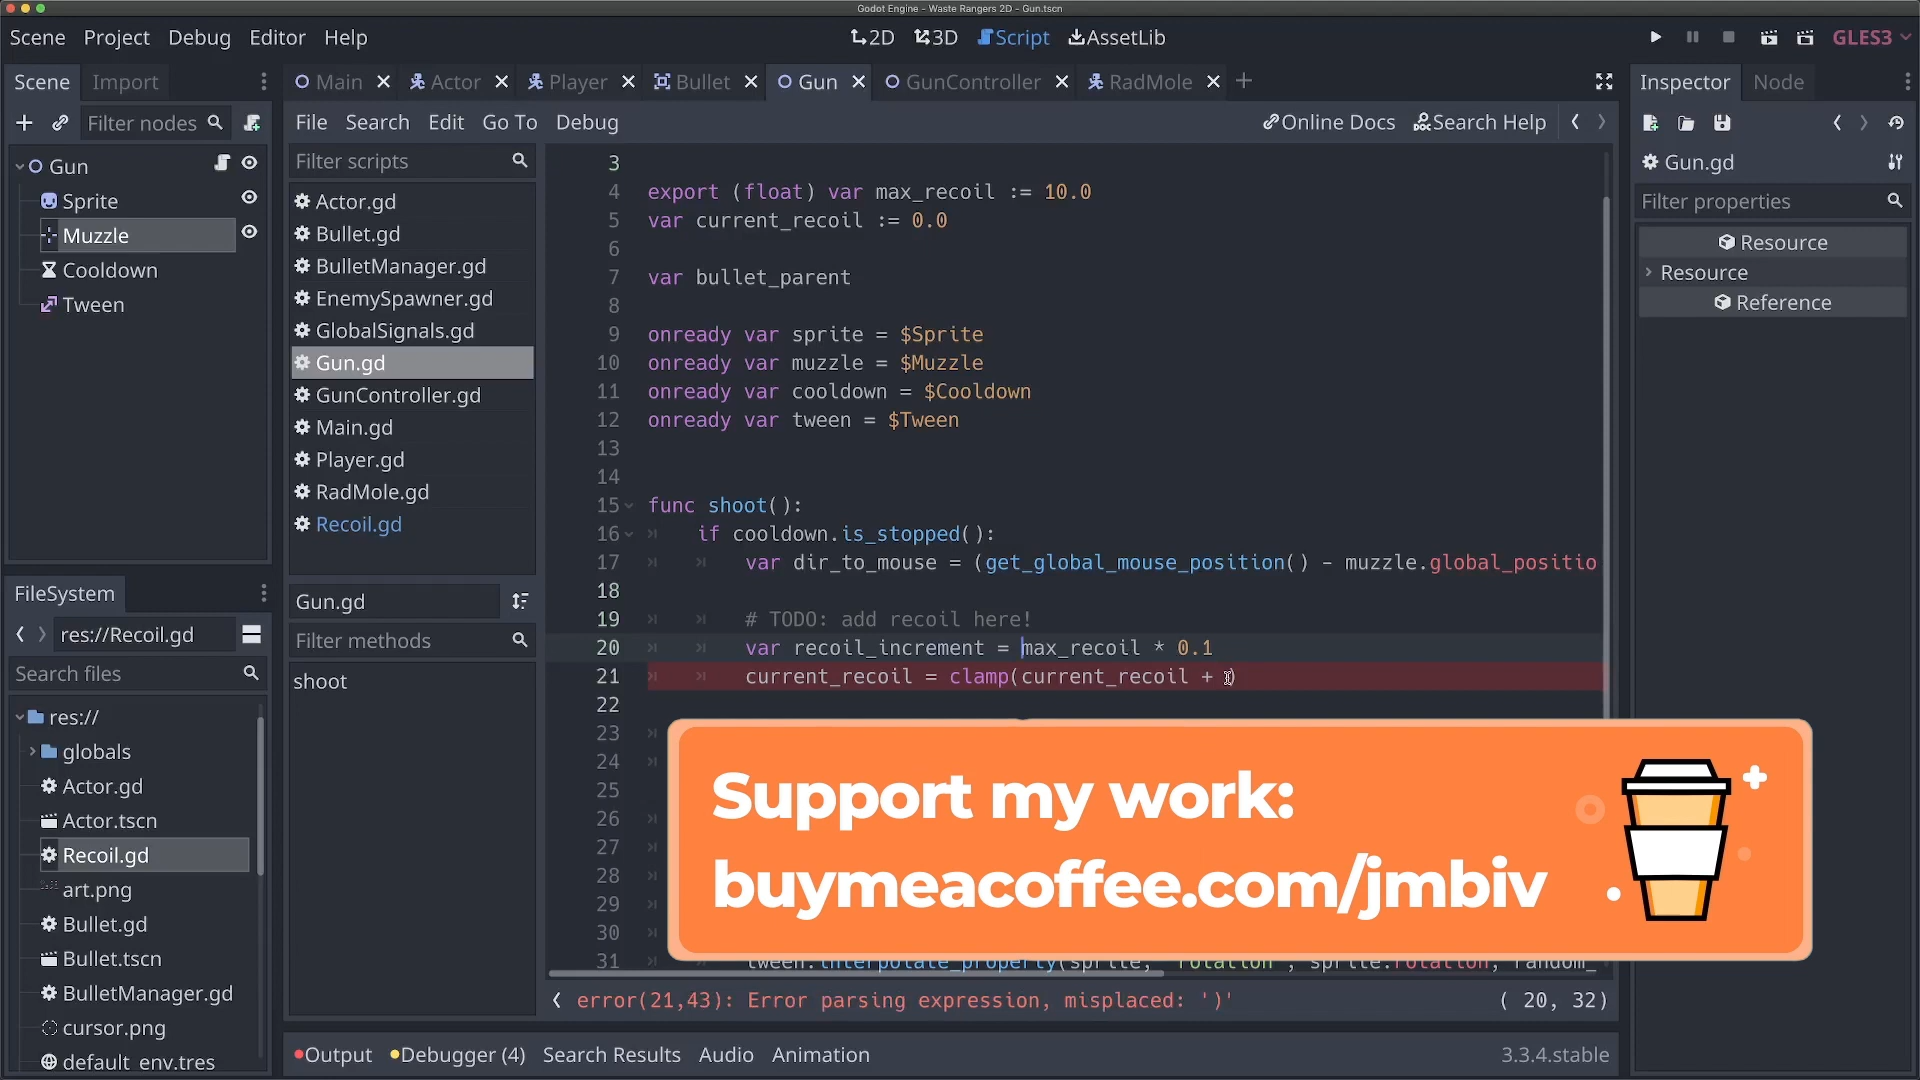 Godot Engine - Waste Rangers 2D - Gun.tscn
Scene Project Debug Editor Help
2D 3D Script AssetLib
GLES3
Scene Import
Main Actor Player Bullet Gun GunController RadMole
Inspector Node
Filter nodes
File Search Edit Go To Debug
Online Docs Search Help
Gun
Sprite
Muzzle
Cooldown
Tween
Filter scripts
Actor.gd
Bullet.gd
BulletManager.gd
EnemySpawner.gd
GlobalSignals.gd
Gun.gd
GunController.gd
Main.gd
Player.gd
RadMole.gd
Recoil.gd
Gun.gd
Filter methods
shoot
3
4 export (float) var max_recoil := 10.0
5 var current_recoil := 0.0
6
7 var bullet_parent
8
9 onready var sprite = $Sprite
10 onready var muzzle = $Muzzle
11 onready var cooldown = $Cooldown
12 onready var tween = $Tween
13
14
15 func shoot():
16 if cooldown.is_stopped():
17 var dir_to_mouse = (get_global_mouse_position() - muzzle.global_positio
18
19 # TODO: add recoil here!
20 var recoil_increment = max_recoil * 0.1
21 current_recoil = clamp(current_recoil + )
22
23
24
25
26
27
28
29
30
31 tween.interpolate_property(sprite, "rotation", sprite.rotation, random_
Support my work:
buymeacoffee.com/jmbiv
error(21,43): Error parsing expression, misplaced: ')'
( 20, 32)
Output Debugger (4) Search Results Audio Animation
3.3.4.stable
Gun.gd
Filter properties
Resource
Resource
Reference
FileSystem
res://Recoil.gd
Search files
res://
globals
Actor.gd
Actor.tscn
Recoil.gd
art.png
Bullet.gd
Bullet.tscn
BulletManager.gd
cursor.png
default_env.tres